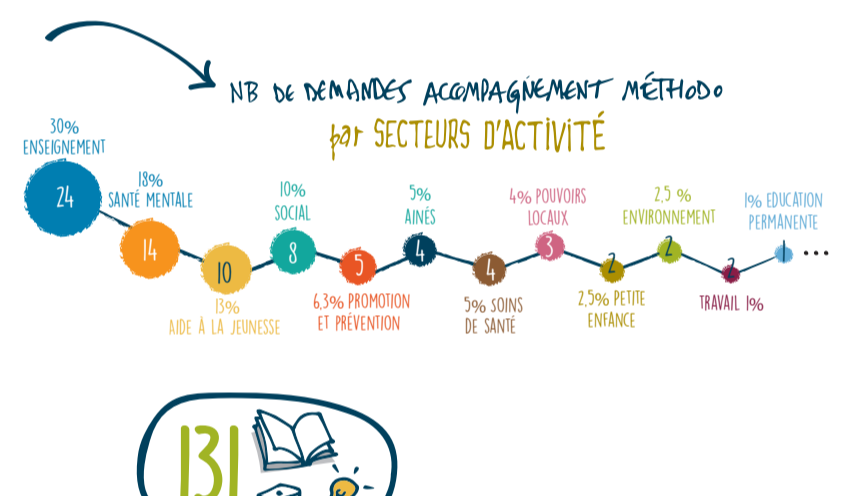 NB DE DEMANDES ACCOMPAGNEMENT MÉTHODO
par SECTEURS D'ACTIVITÉ
30%
ENSEIGNEMENT
24
18%
SANTÉ MENTALE
14
10
13%
AIDE À LA JEUNESSE
10%
SOCIAL
8
5
6,3% PROMOTION
ET PRÉVENTION
5%
AINÉS
4
4
5% SOINS
DE SANTÉ
4% POUVOIRS
LOCAUX
3
2
2,5% PETITE
ENFANCE
2,5 %
ENVIRONNEMENT
2
2
TRAVAIL 1%
1% EDUCATION
PERMANENTE
1 ...
131